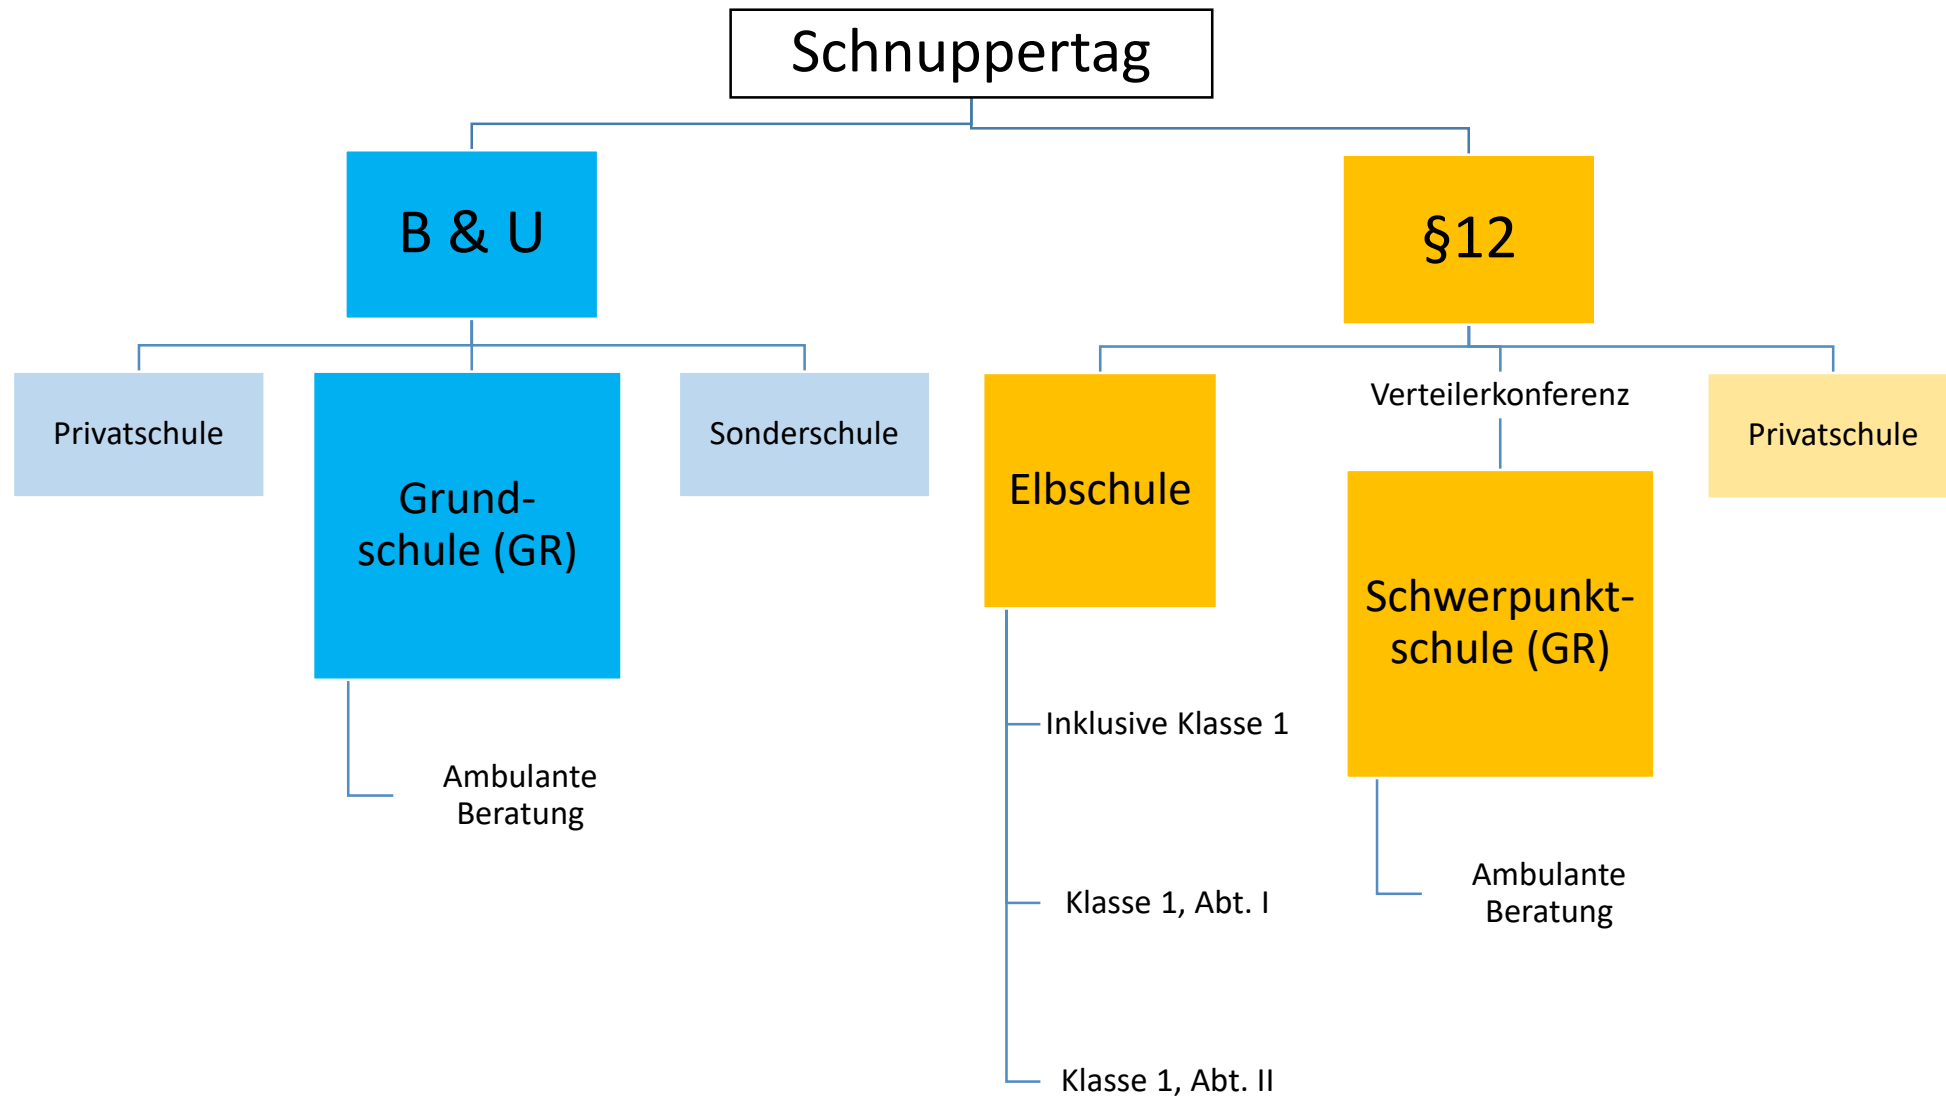 Schnuppertag
B & U
§12
Privatschule
Grund-
schule (GR)
Sonderschule
Elbschule
Verteilerkonferenz
Schwerpunkt-
schule (GR)
Privatschule
Ambulante
Beratung
Inklusive Klasse 1
Klasse 1, Abt. I
Klasse 1, Abt. II
Ambulante
Beratung